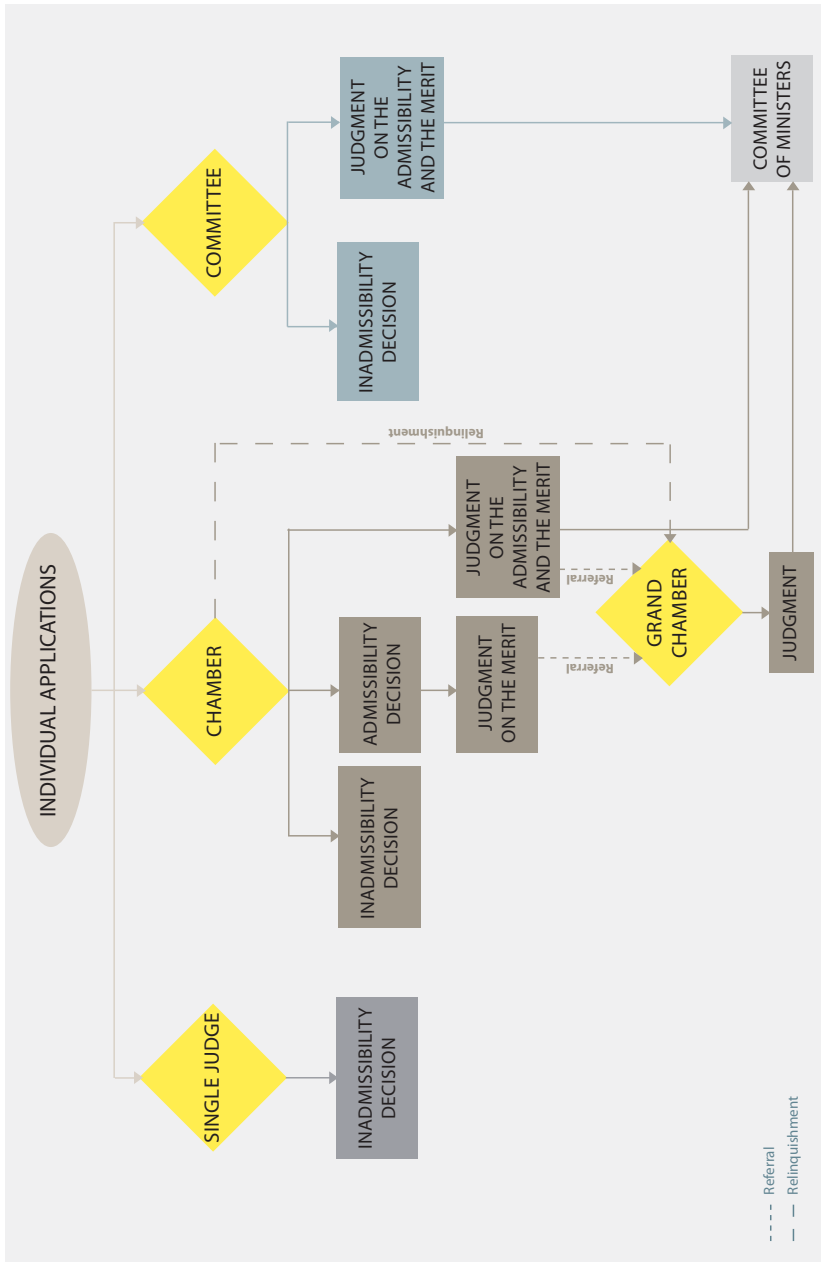 INDIVIDUAL APPLICATIONS
SINGLE JUDGE
CHAMBER
COMMITTEE
INADMISSIBILITY
DECISION
INADMISSIBILITY
DECISION
ADMISSIBILITY
DECISION
JUDGMENT
ON THE MERIT
JUDGMENT
ON THE
ADMISSIBILITY
AND THE MERIT
Relinquishment
INADMISSIBILITY
DECISION
JUDGMENT
ON THE
ADMISSIBILITY
AND THE MERIT
Referral
Referral
GRAND
CHAMBER
JUDGMENT
COMMITTEE
OF MINISTERS
Referral
Relinquishment